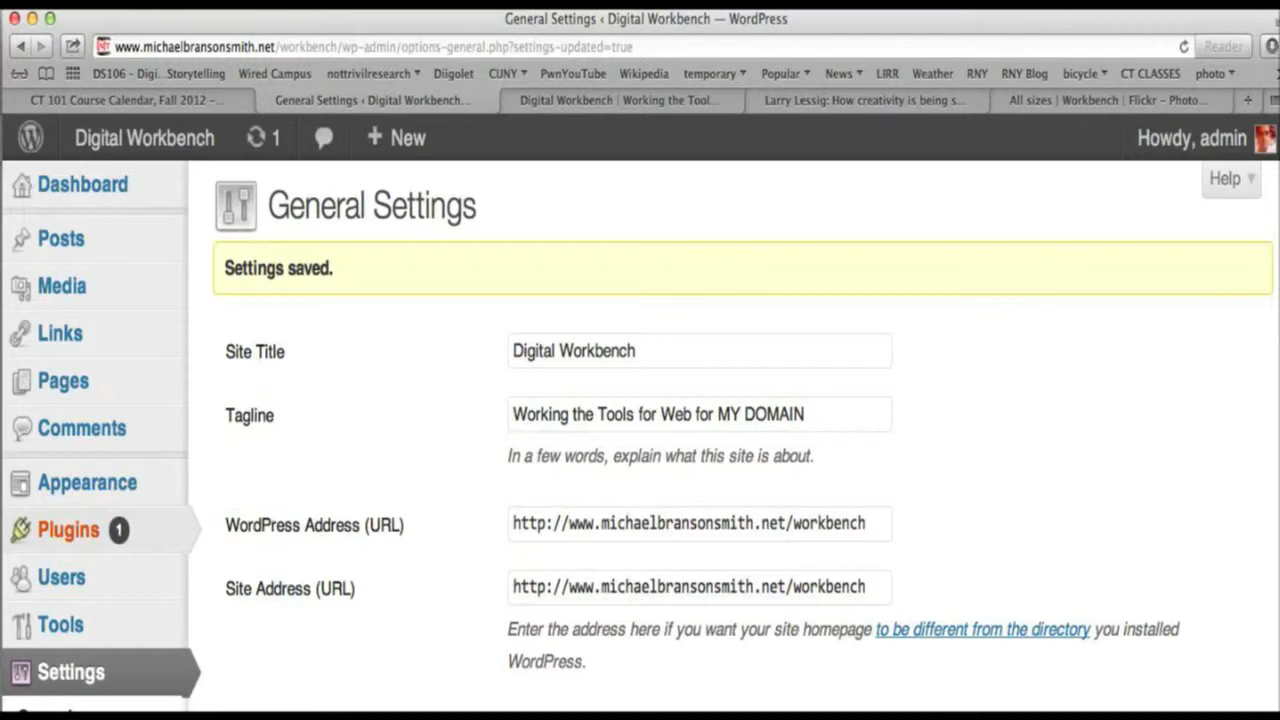 General Settings ‹ Digital Workbench — WordPress
www.michaelbransonsmith.net/workbench/wp-admin/options-general.php?settings-updated=true
Reader
DS106 - Digi...Storytelling Wired Campus nottrivilresearch Diigolet CUNY PwnYouTube Wikipedia temporary Popular News LIRR Weather RNY RNY Blog bicycle CT CLASSES photo
CT 101 Course Calendar, Fall 2012 –... General Settings ‹ Digital Workbench... Digital Workbench | Working the Tool... Larry Lessig: How creativity is being s... All sizes | Workbench | Flickr - Photo... +
Digital Workbench 1 + New Howdy, admin
Help
Dashboard
Posts
Media
Links
Pages
Comments
Appearance
Plugins 1
Users
Tools
Settings
General Settings
Settings saved.
Site Title Digital Workbench
Tagline Working the Tools for Web for MY DOMAIN
In a few words, explain what this site is about.
WordPress Address (URL) http://www.michaelbransonsmith.net/workbench
Site Address (URL) http://www.michaelbransonsmith.net/workbench
Enter the address here if you want your site homepage to be different from the directory you installed
WordPress.